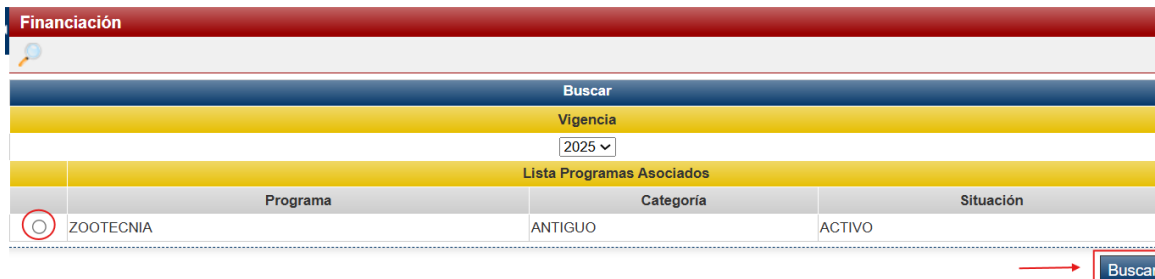 Financiación
Buscar
Vigencia
2025
Lista Programas Asociados
Programa Categoría Situación
ZOOTECNIA ANTIGUO ACTIVO
Buscar